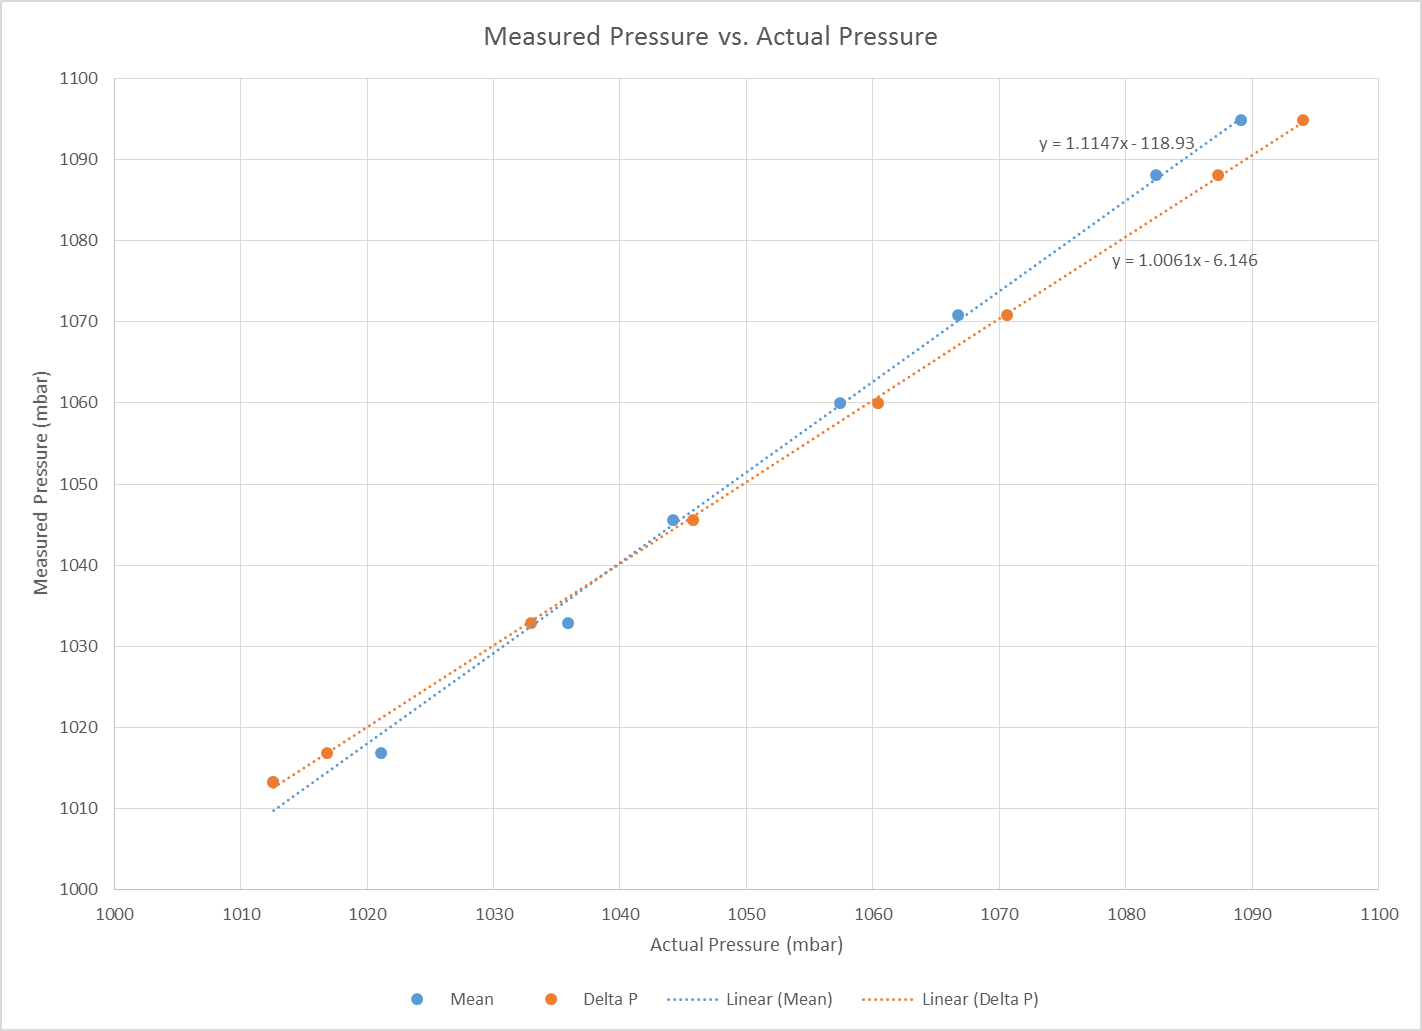 Measured Pressure vs. Actual Pressure
1100
1090
1080
1070
1060
1050
1040
1030
1020
1010
1000
Measured Pressure (mbar)
y = 1.1147x - 118.93
y = 1.0061x - 6.146
1000 1010 1020 1030 1040 1050 1060 1070 1080 1090 1100
Actual Pressure (mbar)
Mean Delta P Linear (Mean) Linear (Delta P)